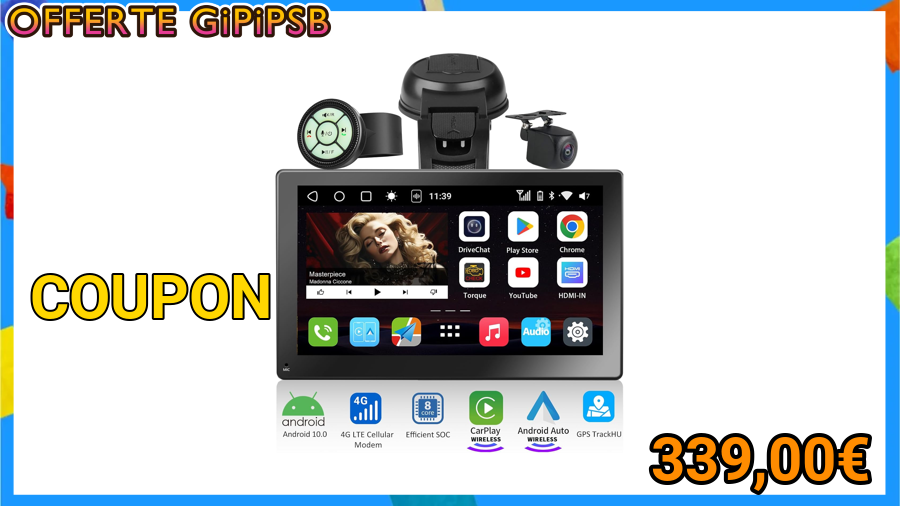 OFFERTE GiPiPSB
11:39
DriveChat
Play Store
Chrome
Masterpiece
Madonna Ciccone
Torque
YouTube
HDMI-IN
Audio
MIC
COUPON
android
4G
8
core
CarPlay
WIRELESS
Android Auto
WIRELESS
Android 10.0
4G LTE Cellular
Modem
Efficient SOC
GPS TrackHU
339,00€